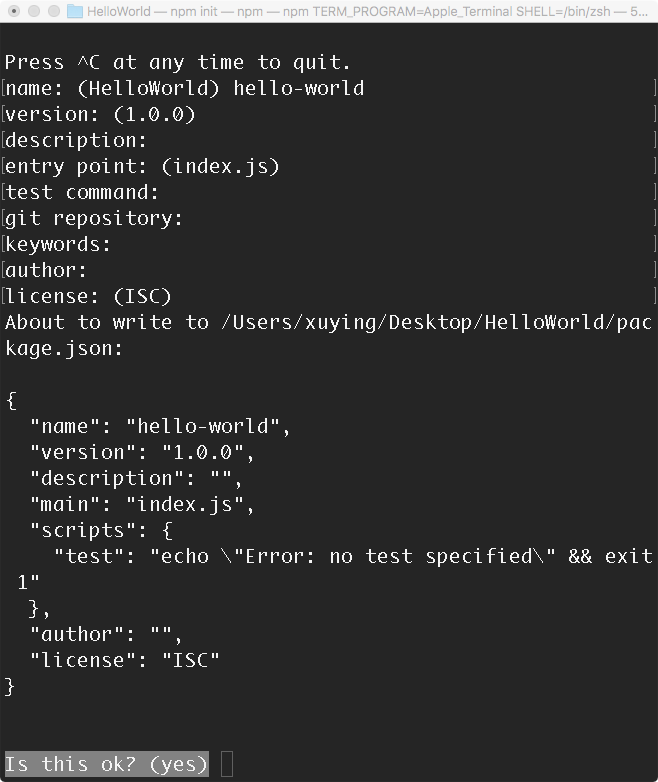 HelloWorld — npm init — npm — npm TERM_PROGRAM=Apple_Terminal SHELL=/bin/zsh — 5...
Press ^C at any time to quit.
[name: (HelloWorld) hello-world ]
[version: (1.0.0) ]
[description: ]
[entry point: (index.js) ]
[test command: ]
[git repository: ]
[keywords: ]
[author: ]
[license: (ISC) ]
About to write to /Users/xuying/Desktop/HelloWorld/pac
kage.json:
{
  "name": "hello-world",
  "version": "1.0.0",
  "description": "",
  "main": "index.js",
  "scripts": {
    "test": "echo \"Error: no test specified\" && exit
 1"
  },
  "author": "",
  "license": "ISC"
}
Is this ok? (yes)